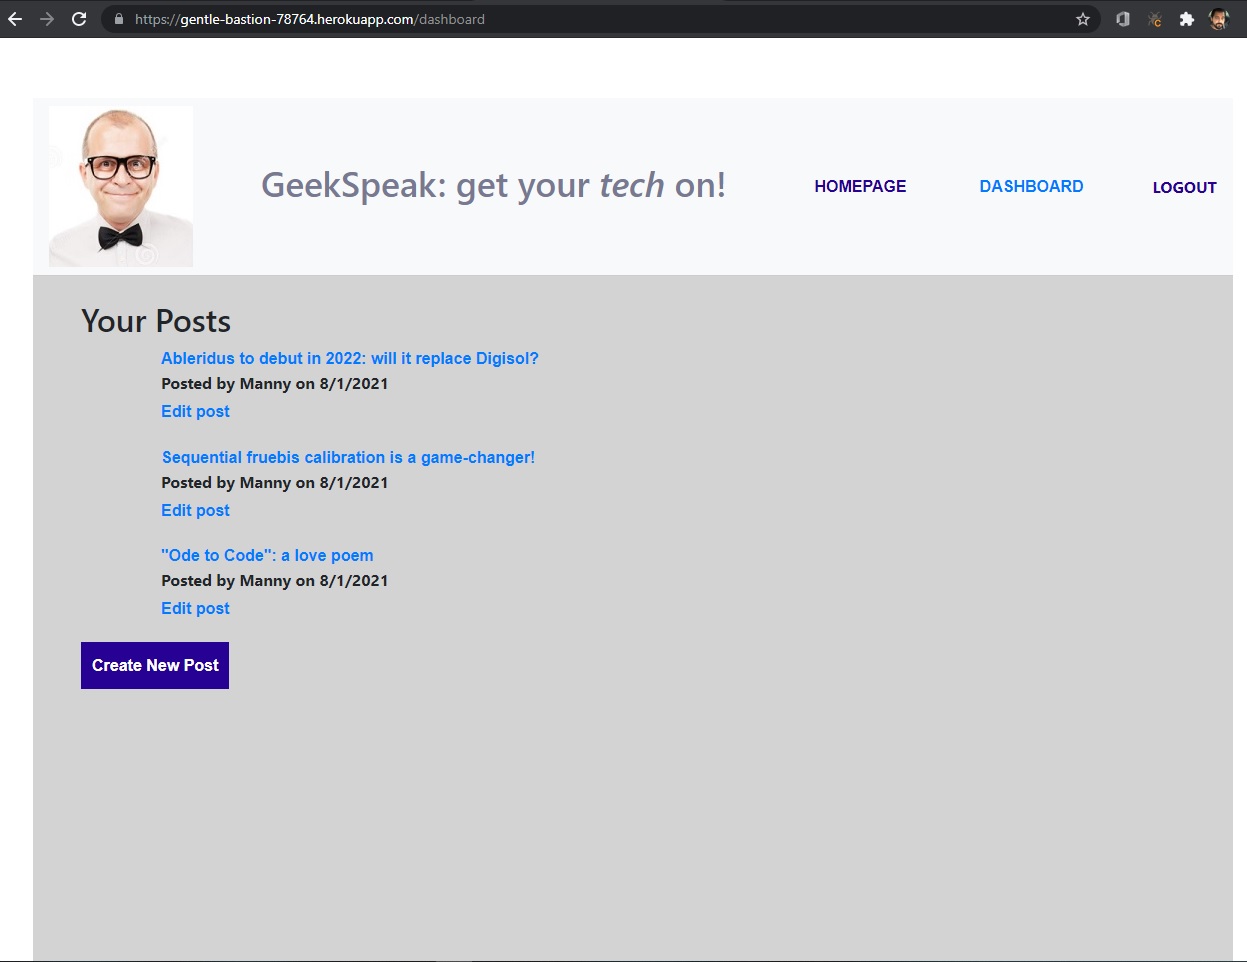 https://gentle-bastion-78764.herokuapp.com/dashboard
GeekSpeak: get your tech on!
HOMEPAGE
DASHBOARD
LOGOUT
Your Posts
Ableridus to debut in 2022: will it replace Digisol?
Posted by Manny on 8/1/2021
Edit post
Sequential fruebis calibration is a game-changer!
Posted by Manny on 8/1/2021
Edit post
"Ode to Code": a love poem
Posted by Manny on 8/1/2021
Edit post
Create New Post